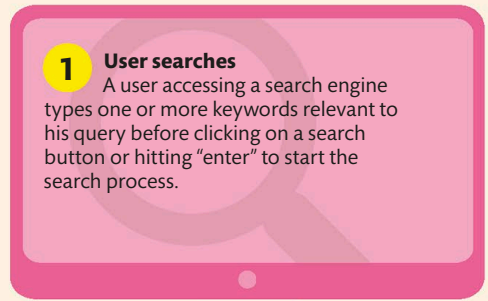 1 User searches
A user accessing a search engine
types one or more keywords relevant to
his query before clicking on a search
button or hitting “enter” to start the
search process.